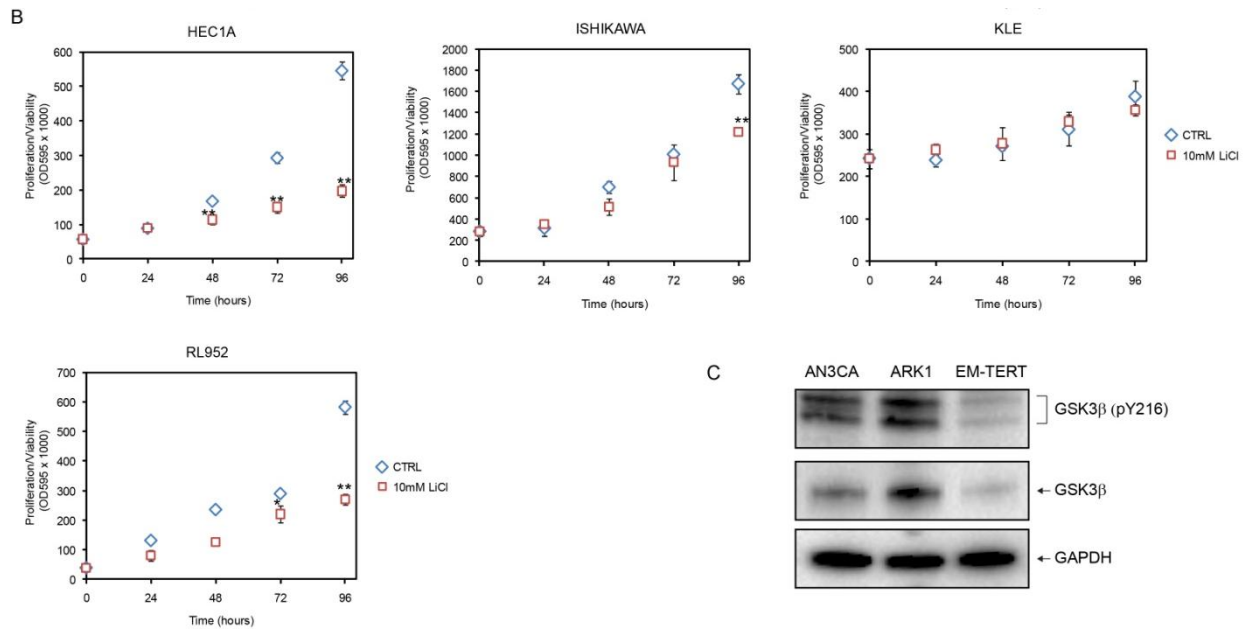 B
HEC1A
Proliferation/Viability
(OD595 x 1000)
600
500
400
300
200
100
0
**
**
**
0 24 48 72 96
Time (hours)
ISHIKAWA
Proliferation/Viability
(OD595 x 1000)
2000
1800
1600
1400
1200
1000
800
600
400
200
0
**
0 24 48 72 96
Time (hours)
KLE
Proliferation/Viability
(OD595 x 1000)
500
400
300
200
100
0
0 24 48 72 96
Time (hours)
CTRL
10mM LiCl
RL952
Proliferation/Viability
(OD595 x 1000)
700
600
500
400
300
200
100
0
*
**
0 24 48 72 96
Time (hours)
CTRL
10mM LiCl
C
AN3CA ARK1 EM-TERT
GSK3β (pY216)
GSK3β
GAPDH